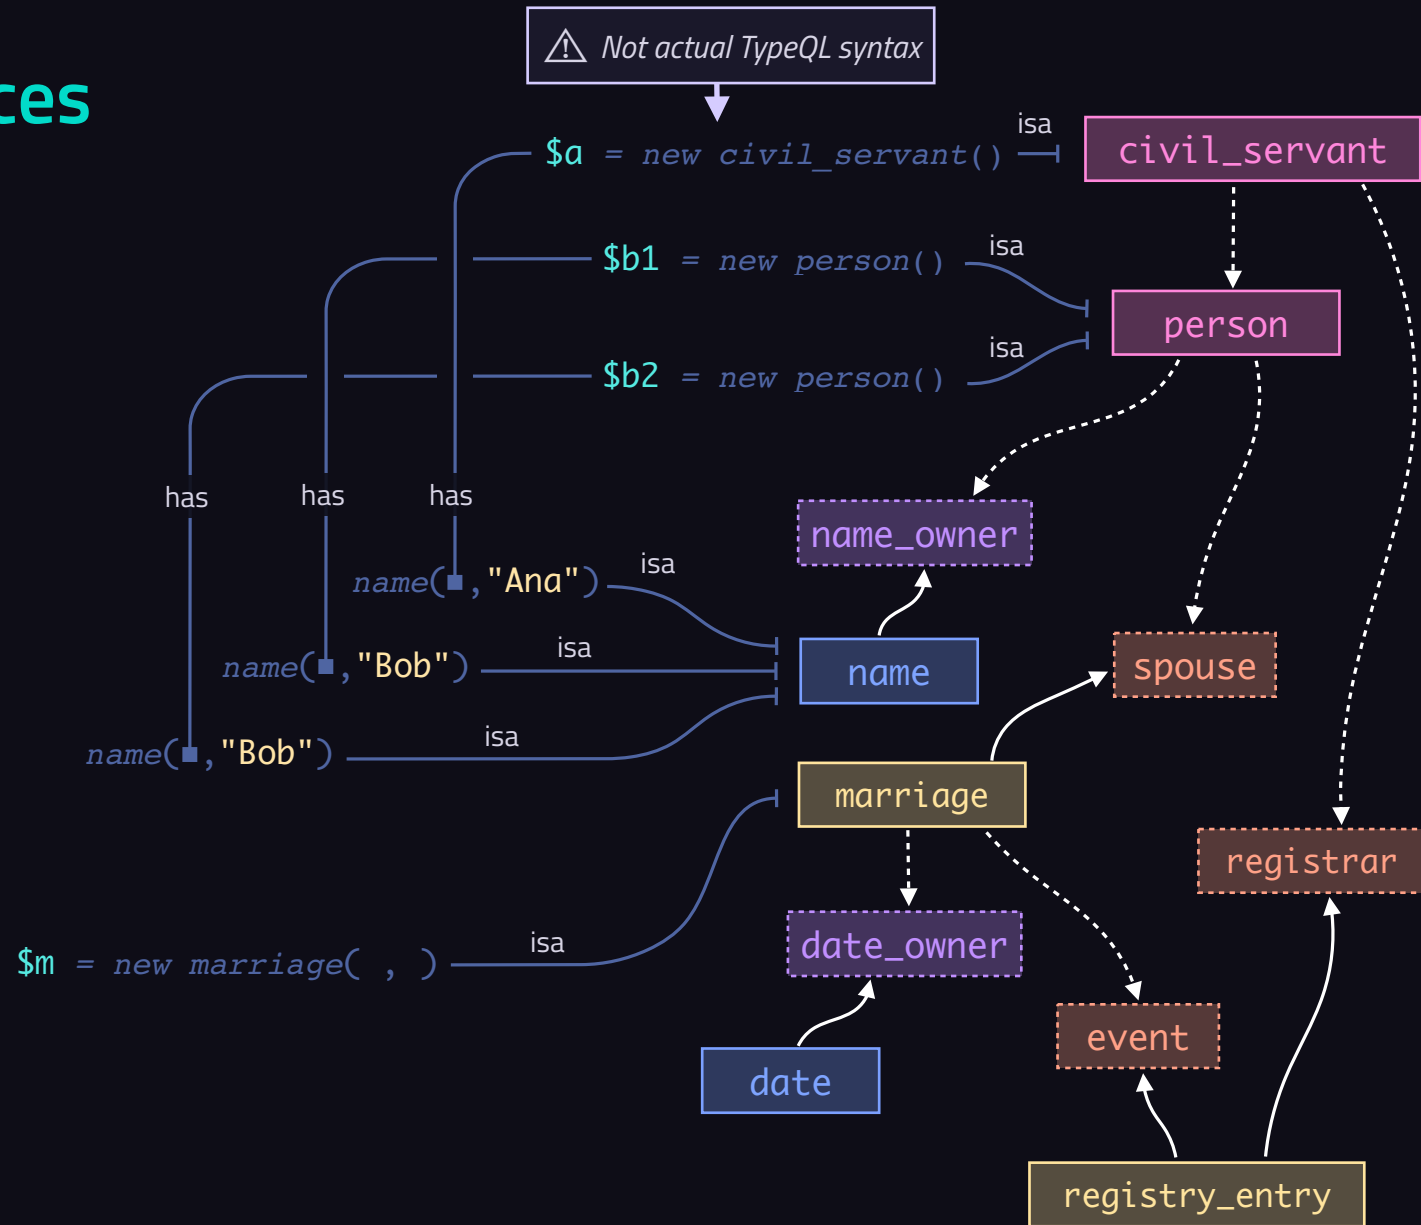 ⚠ Not actual TypeQL syntax
ces
$a = new civil_servant() isa civil_servant
$b1 = new person() isa
person
$b2 = new person() isa
has has has
name_owner
name(■,"Ana") isa
name(■,"Bob") isa name spouse
name(■,"Bob") isa
marriage
registrar
$m = new marriage( , ) isa date_owner
event
date
registry_entry